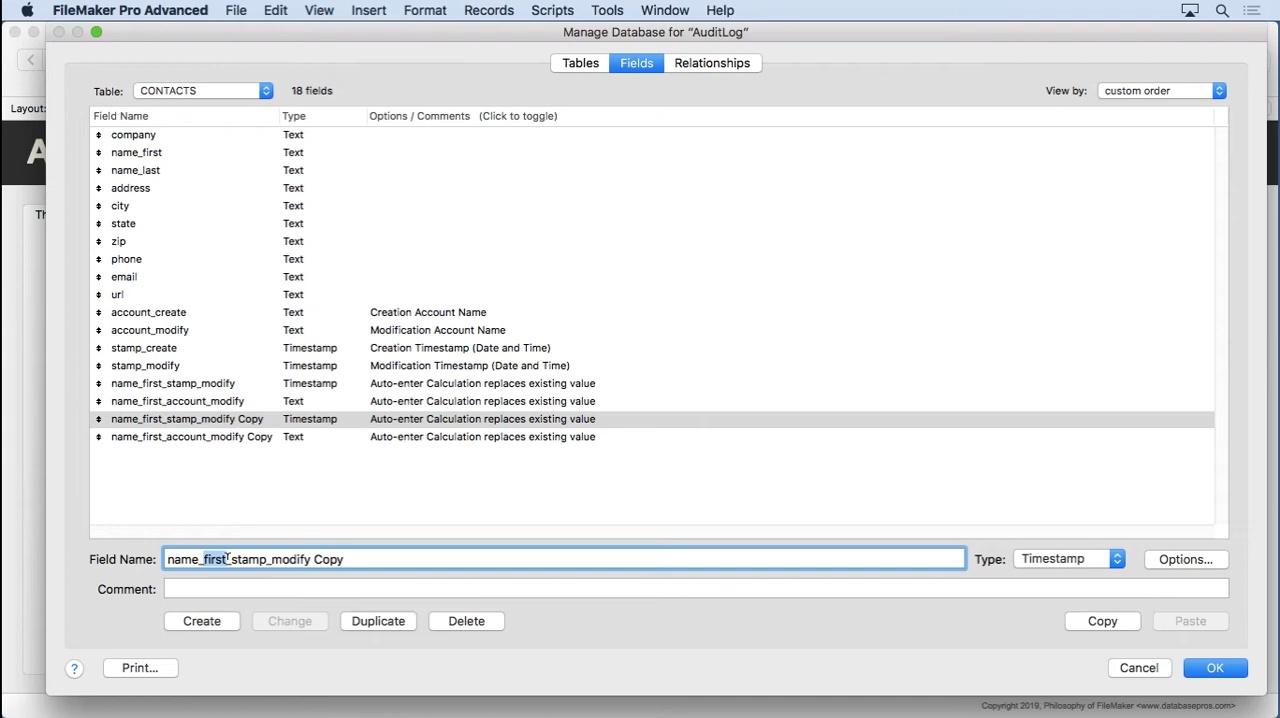 FileMaker Pro Advanced File Edit View Insert Format Records Scripts Tools Window Help
Manage Database for “AuditLog”
Tables Fields Relationships
Layout:
Table: CONTACTS 18 fields View by: custom order
Field Name Type Options / Comments (Click to toggle)
company Text
name_first Text
name_last Text
address Text
city Text
state Text
zip Text
phone Text
email Text
url Text
account_create Text Creation Account Name
account_modify Text Modification Account Name
stamp_create Timestamp Creation Timestamp (Date and Time)
stamp_modify Timestamp Modification Timestamp (Date and Time)
name_first_stamp_modify Timestamp Auto-enter Calculation replaces existing value
name_first_account_modify Text Auto-enter Calculation replaces existing value
name_first_stamp_modify Copy Timestamp Auto-enter Calculation replaces existing value
name_first_account_modify Copy Text Auto-enter Calculation replaces existing value
Field Name: name_first_stamp_modify Copy Type: Timestamp Options...
Comment:
Create Change Duplicate Delete Copy Paste
? Print... Cancel OK
Copyright 2019, Philosophy of FileMaker <www.databasepros.com>